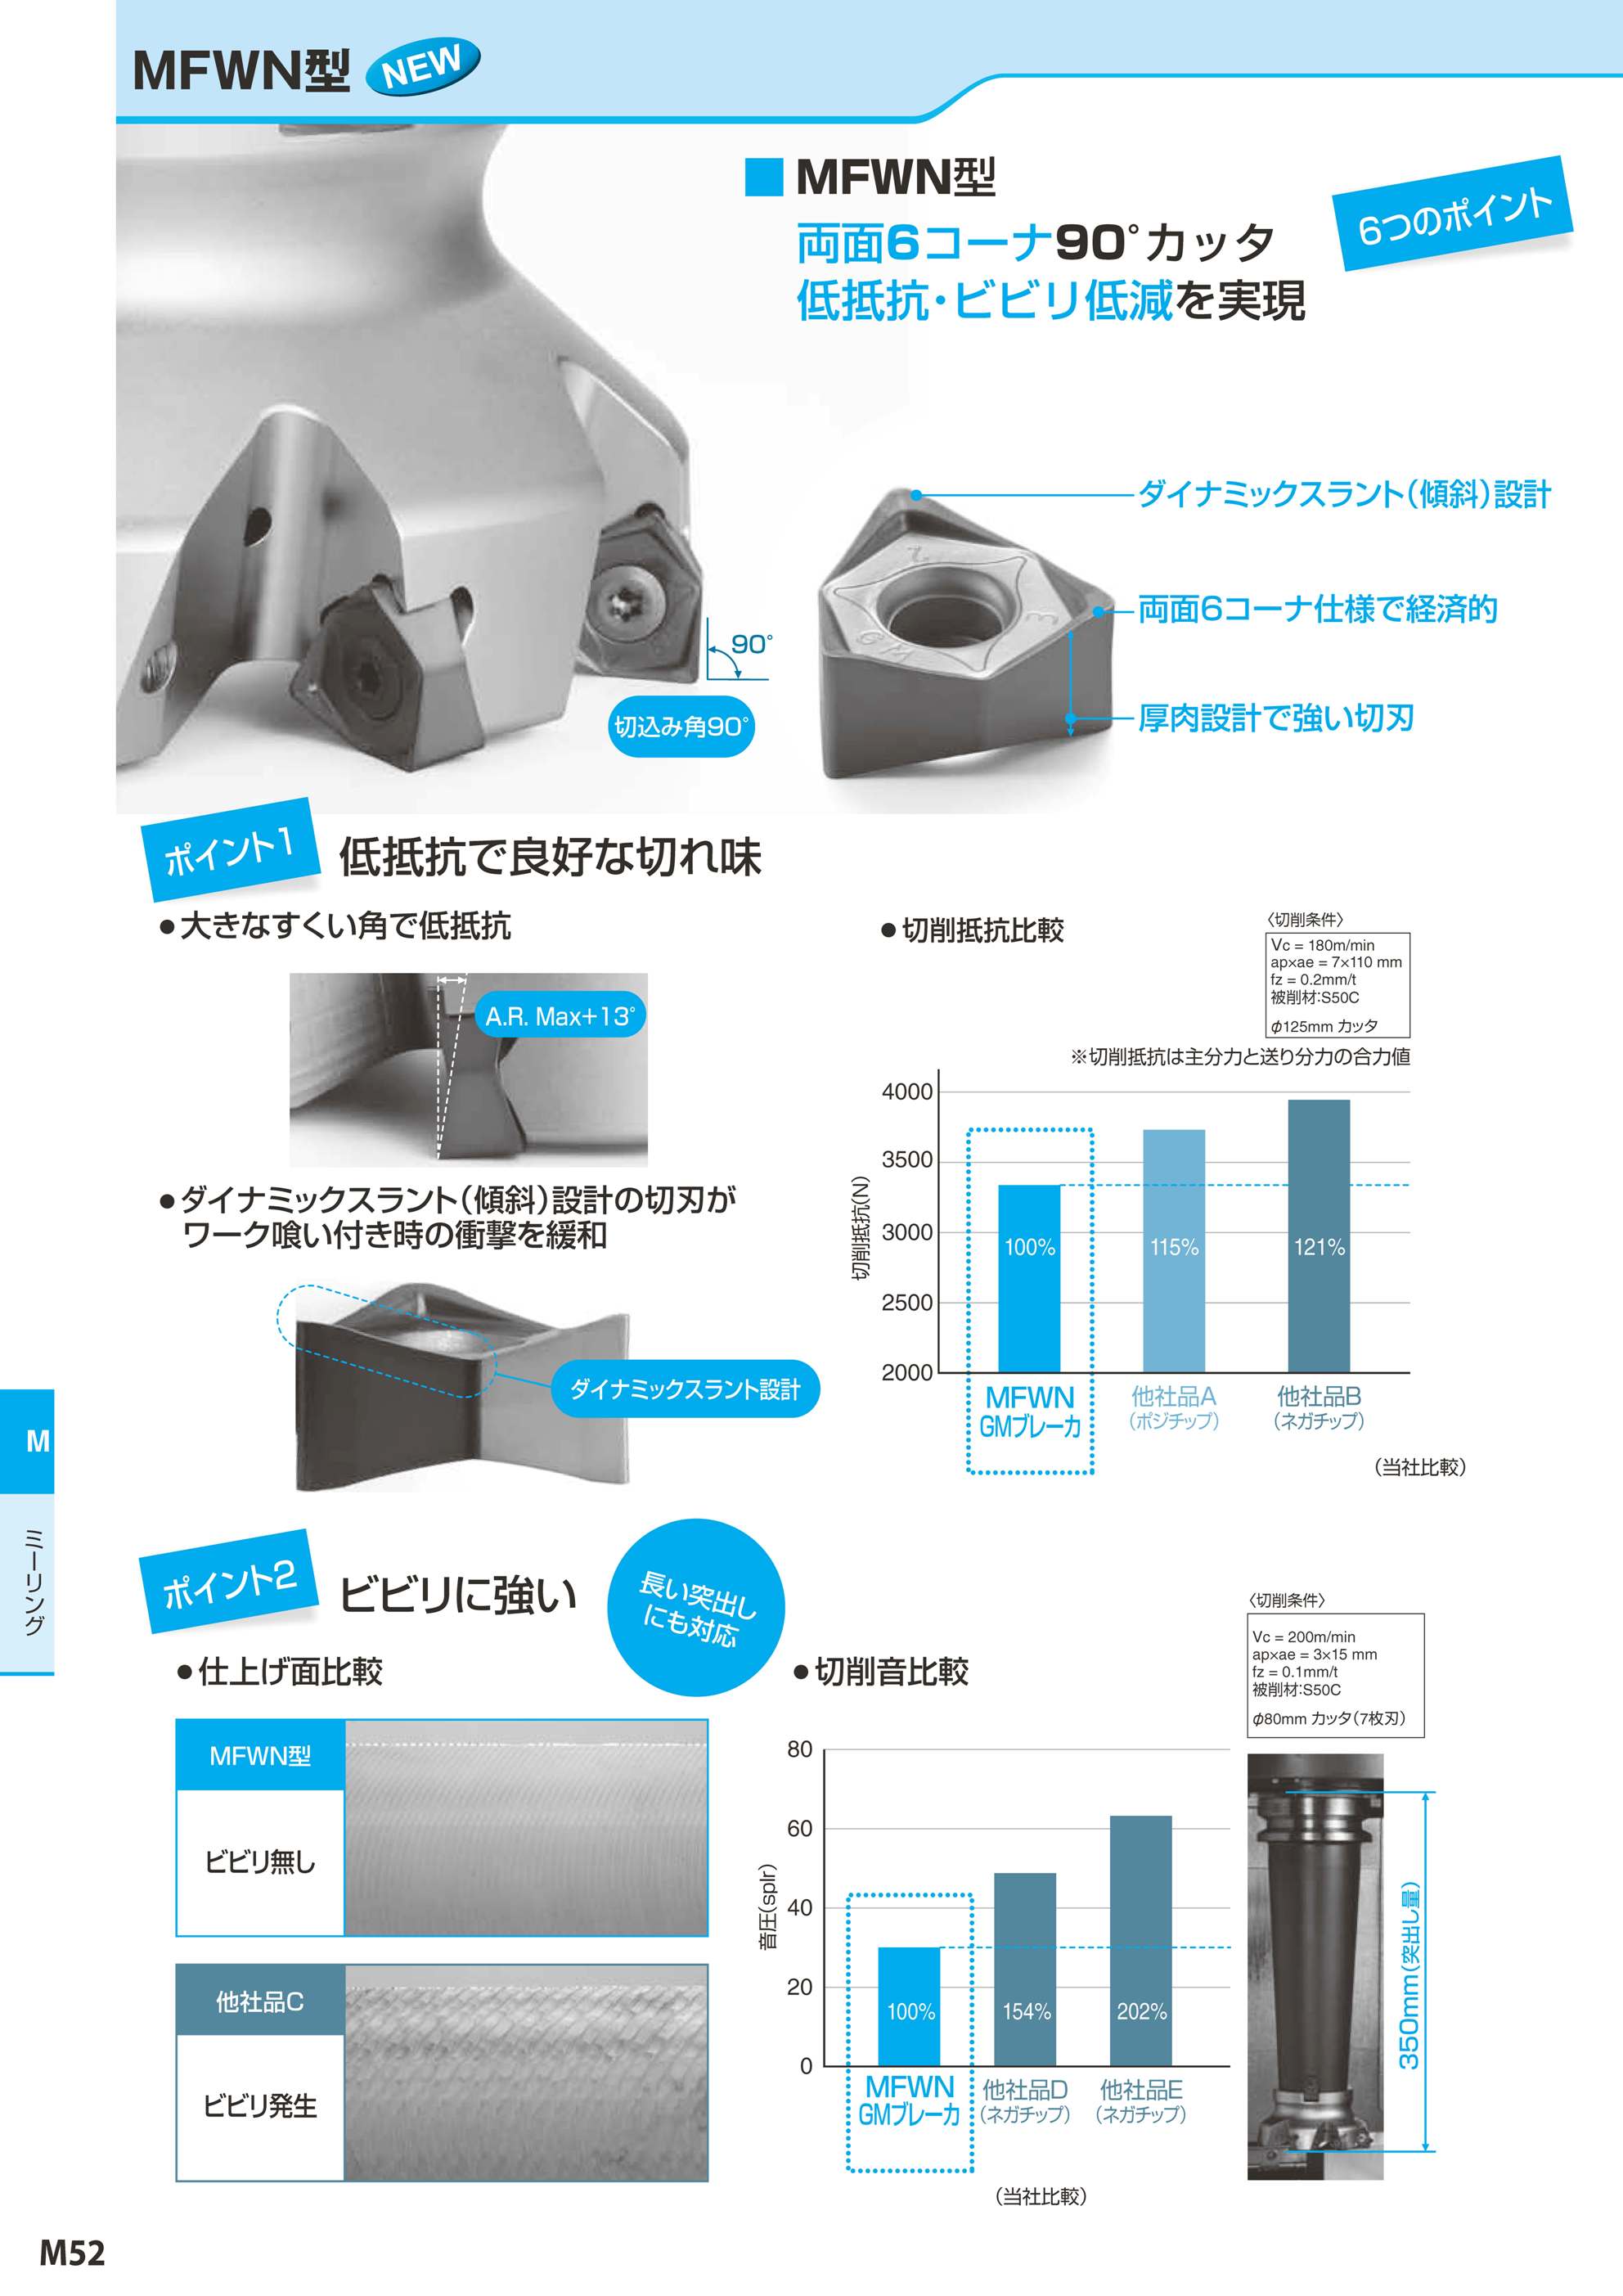 MFWN型 NEW
■ MFWN型
両面6コーナ90°カッタ
低抵抗・ビビリ低減を実現
6つのポイント
ダイナミックスラント(傾斜)設計
両面6コーナ仕様で経済的
厚肉設計で強い切刃
90°
切込み角90°
ポイント1 低抵抗で良好な切れ味
●大きなすくい角で低抵抗
A.R. Max+13°
●ダイナミックスラント(傾斜)設計の切刃が
ワーク喰い付き時の衝撃を緩和
ダイナミックスラント設計
●切削抵抗比較
〈切削条件〉
Vc = 180m/min
ap×ae = 7×110 mm
fz = 0.2mm/t
被削材:S50C
φ125mm カッタ
※切削抵抗は主分力と送り分力の合力値
切削抵抗(N)
4000
3500
3000
2500
2000
100% 115% 121%
MFWN 他社品A 他社品B
GMブレーカ (ポジチップ) (ネガチップ)
(当社比較)
ポイント2 ビビリに強い
長い突出し
にも対応
●仕上げ面比較
MFWN型
ビビリ無し
他社品C
ビビリ発生
●切削音比較
〈切削条件〉
Vc = 200m/min
ap×ae = 3×15 mm
fz = 0.1mm/t
被削材:S50C
φ80mm カッタ(7枚刃)
音圧(splr)
80
60
40
20
0
100% 154% 202%
MFWN 他社品D 他社品E
GMブレーカ (ネガチップ) (ネガチップ)
(当社比較)
350mm(突出し量)
M
ミーリング
M52